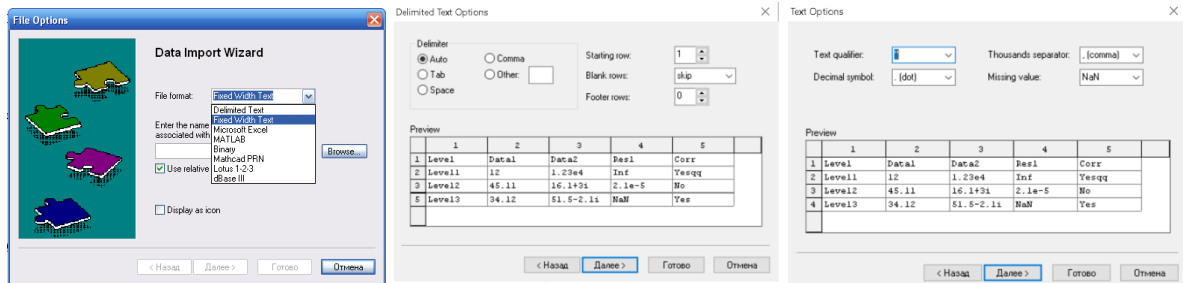 File Options
Data Import Wizard
File format:
Fixed Width Text
Delimited Text
Fixed Width Text
Microsoft Excel
MATLAB
Binary
Mathcad PRN
Lotus 1-2-3
dBase III
Enter the name
associated with
Browse...
Use relative
Display as icon
< Назад
Далее >
Готово
Отмена
Delimited Text Options
Delimiter
Auto
Comma
Tab
Other:
Space
Starting row:
1
Blank rows:
skip
Footer rows:
0
Preview
1 2 3 4 5
1 Level Data1 Data2 Res1 Corr
2 Level1 12 1.23e4 Inf Yesqq
3 Level2 45.11 16.1+3i 2.1e-5 No
5 Level3 34.12 51.5-2.1i NaN Yes
< Назад
Далее >
Готово
Отмена
Text Options
Text qualifier:
Thousands separator:
, (comma)
Decimal symbol:
. (dot)
Missing value:
NaN
Preview
1 2 3 4 5
1 Level Data1 Data2 Res1 Corr
2 Level1 12 1.23e4 Inf Yesqq
3 Level2 45.11 16.1+3i 2.1e-5 No
4 Level3 34.12 51.5-2.1i NaN Yes
< Назад
Далее >
Готово
Отмена